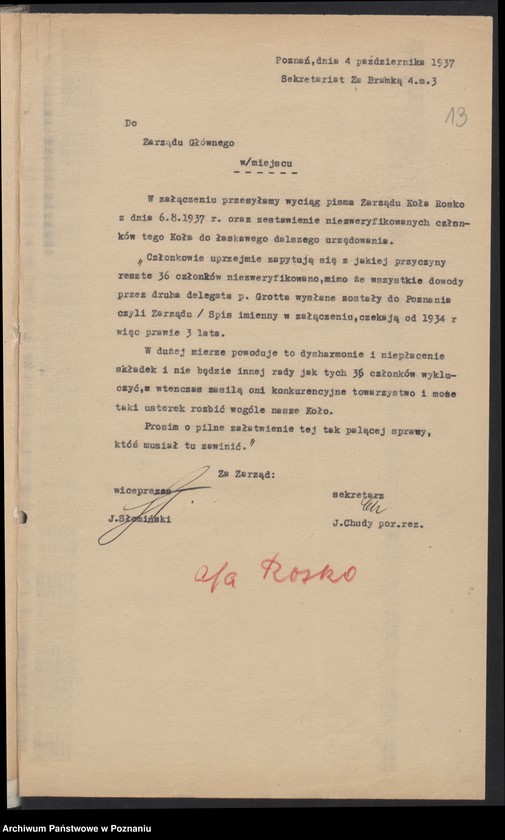 Poznań,dnia 4 października 1937
Sekretariat Za Bramką 4.m.3
13
Do
Zarządu Głównego
w/miejscu
W załączeniu przesyłamy wyciąg pisma Zarządu Koła Rosko
z dnia 6.8.1937 r. oraz zestawienie niezweryfikowanych człon-
ków tego Koła do łaskawego dalszego urzędowania.
"Członkowie uprzejmie zapytują się z jakiej przyczyny
reszte 36 członków niezweryfikowano,mimo że wszystkie dowody
przez druha delegata p. Grotta wysłane zostały do Poznania
czyli Zarządu / Spis imienny w załączeniu,czekają od 1934 r
więc prawie 3 lata.
W dużej mierze powoduje to dysharmonie i niepłacenie
składek i nie będzie innej rady jak tych 36 członków wyklu-
czyć,a wtenczas zasilą oni konkurencyjne towarzystwo i może
taki usterek rozbić wogóle nasze Koło.
Prosim o pilne załatwienie tej tak palącej sprawy,
któś musiał tu zawinić."
Za Zarząd:
wiceprezes
sekretarz
J.Słomiński
J.Chudy por.rez.
a/a Rosko
Archiwum Państwowe w Poznaniu